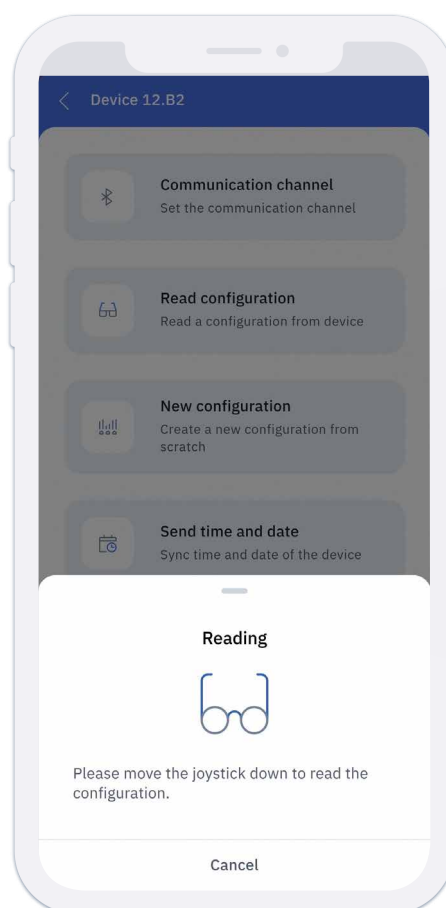 Device 12.B2
Communication channel
Set the communication channel
Read configuration
Read a configuration from device
New configuration
Create a new configuration from
scratch
Send time and date
Sync time and date of the device
Reading
Please move the joystick down to read the
configuration.
Cancel